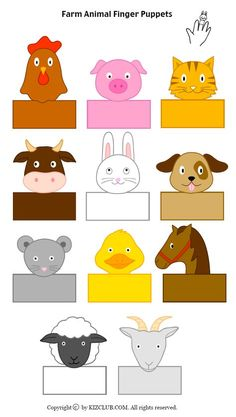 Farm Animal Finger Puppets
Copyright ⓒ by KIZCLUB.COM. All rights reserved.